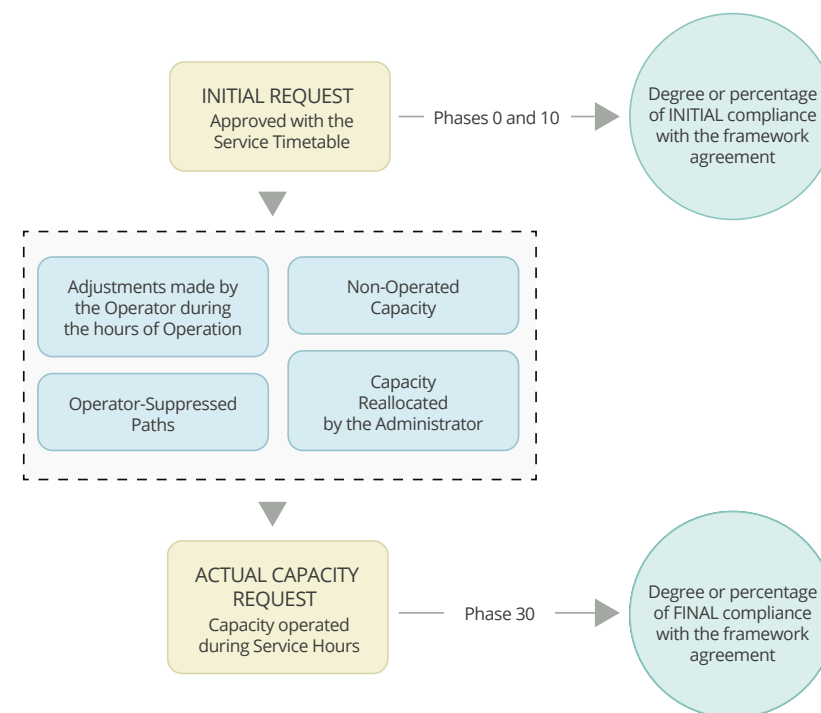 INITIAL REQUEST
Approved with the
Service Timetable
Phases 0 and 10
Degree or percentage
of INITIAL compliance
with the framework
agreement
Adjustments made by
the Operator during
the hours of Operation
Non-Operated
Capacity
Operator-Suppressed
Paths
Capacity
Reallocated
by the Administrator
ACTUAL CAPACITY
REQUEST
Capacity operated
during Service Hours
Phase 30
Degree or percentage
of FINAL compliance
with the framework
agreement